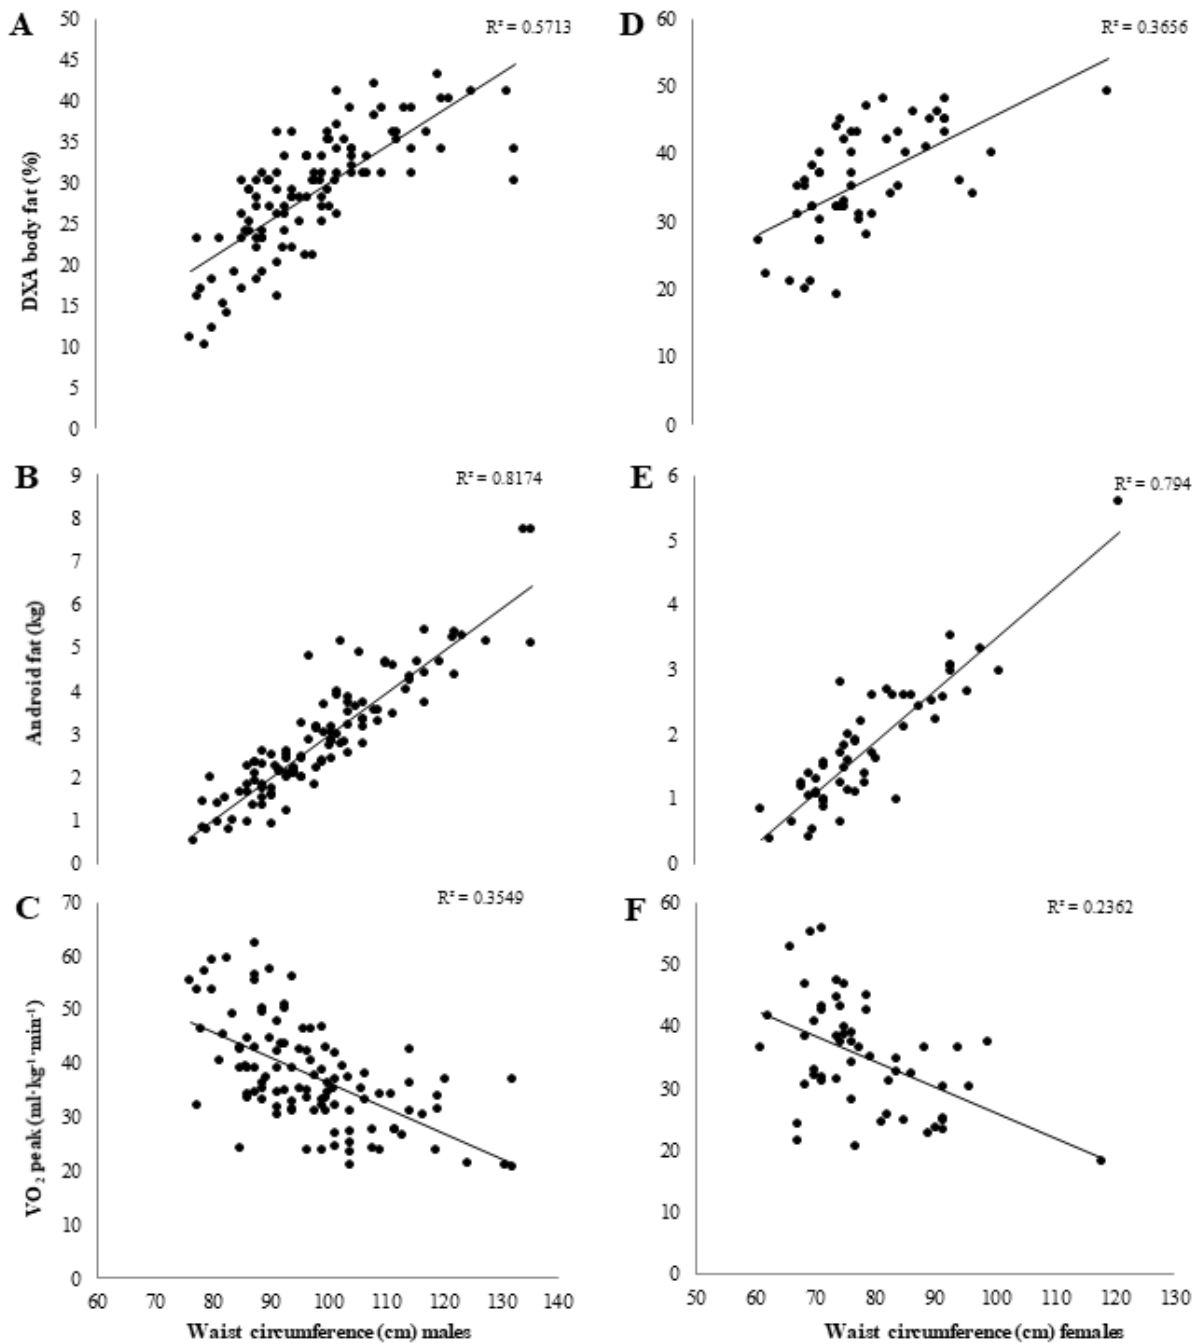 A
R² = 0.5713
50
45
40
35
30
25
20
15
10
5
0
DXA body fat (%)
D
R² = 0.3656
60
50
40
30
20
10
0
B
R² = 0.8174
9
8
7
6
5
4
3
2
1
0
Android fat (kg)
E
R² = 0.794
6
5
4
3
2
1
0
C
R² = 0.3549
70
60
50
40
30
20
10
0
VO₂ peak (ml·kg⁻¹·min⁻¹)
60 70 80 90 100 110 120 130 140
Waist circumference (cm) males
F
R² = 0.2362
60
50
40
30
20
10
0
50 60 70 80 90 100 110 120 130
Waist circumference (cm) females